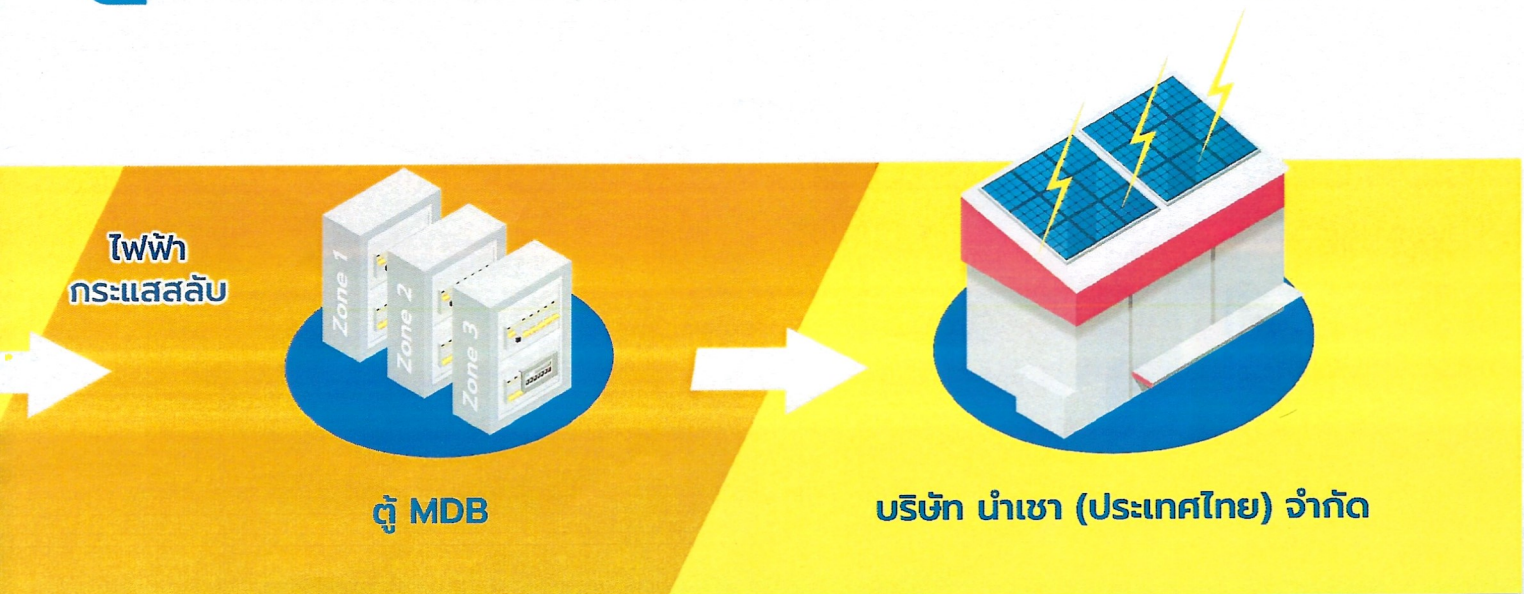 ไฟฟ้า
กระแสสลับ
Zone 1
Zone 2
Zone 3
ตู้ MDB
บริษัท นำเชา (ประเทศไทย) จำกัด